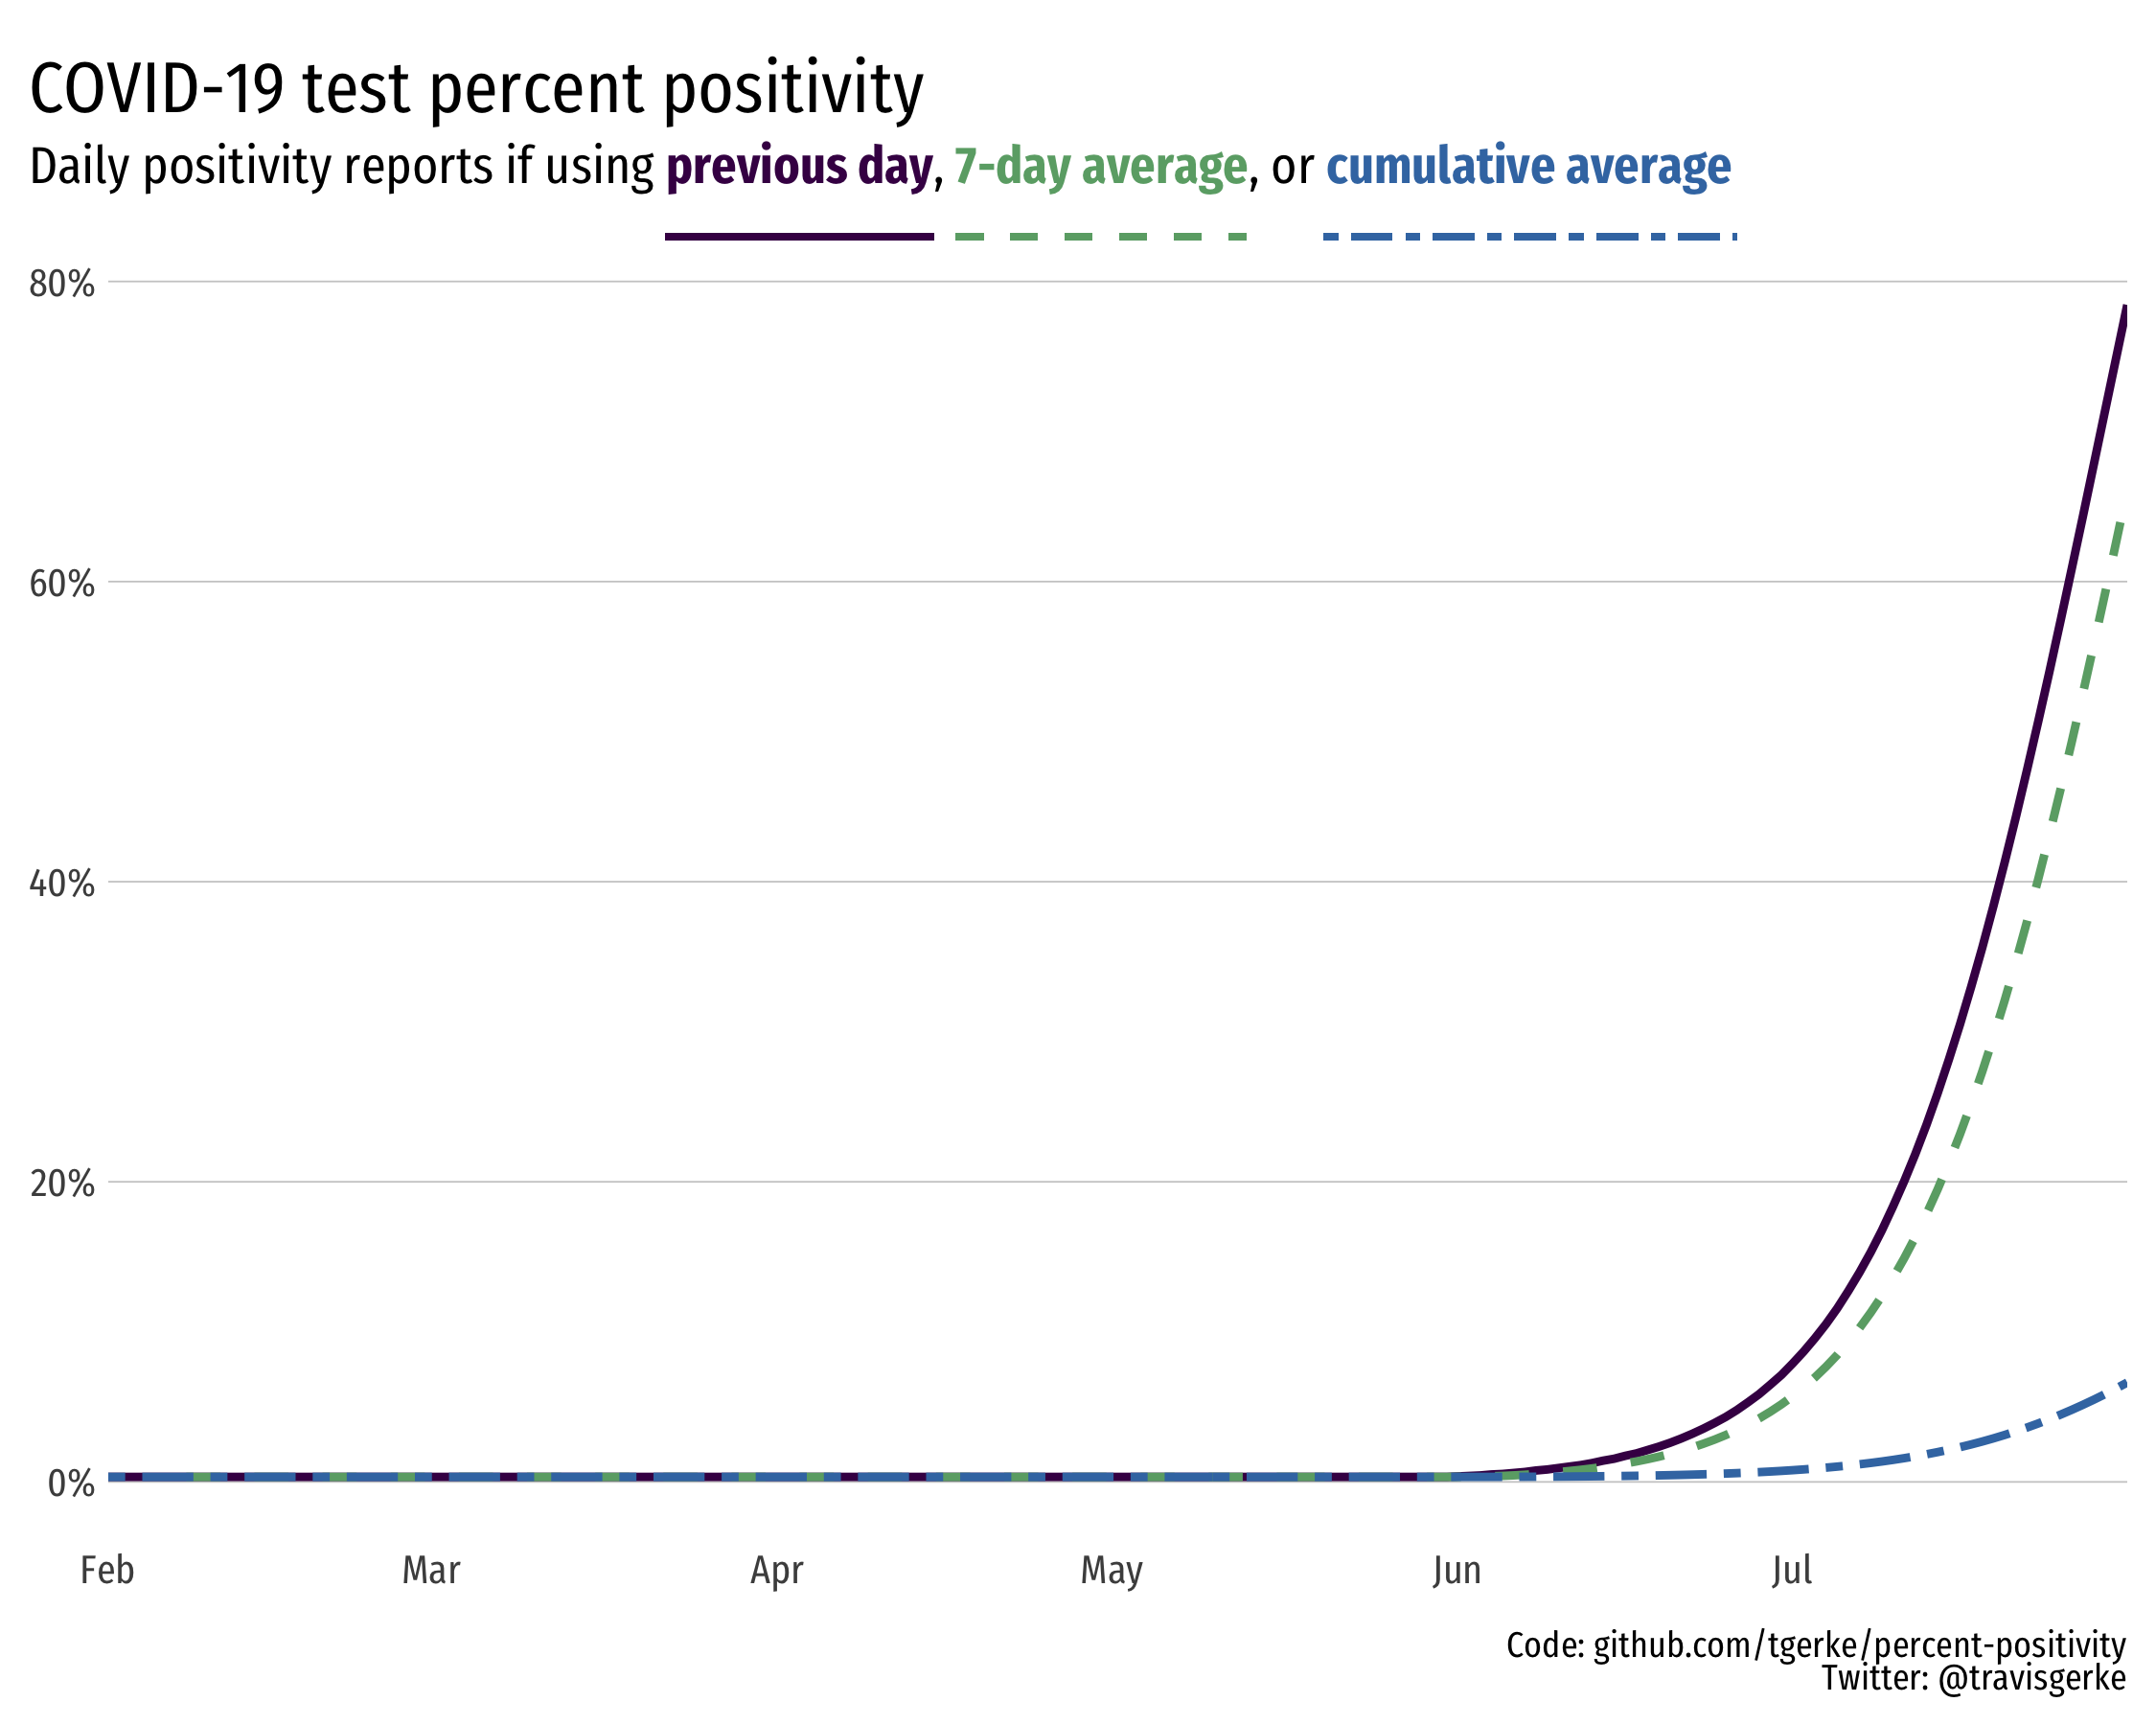 COVID-19 test percent positivity
Daily positivity reports if using previous day, 7-day average, or cumulative average
80%
60%
40%
20%
0%
Feb Mar Apr May Jun Jul
Code: github.com/tgerke/percent-positivity
Twitter: @travisgerke